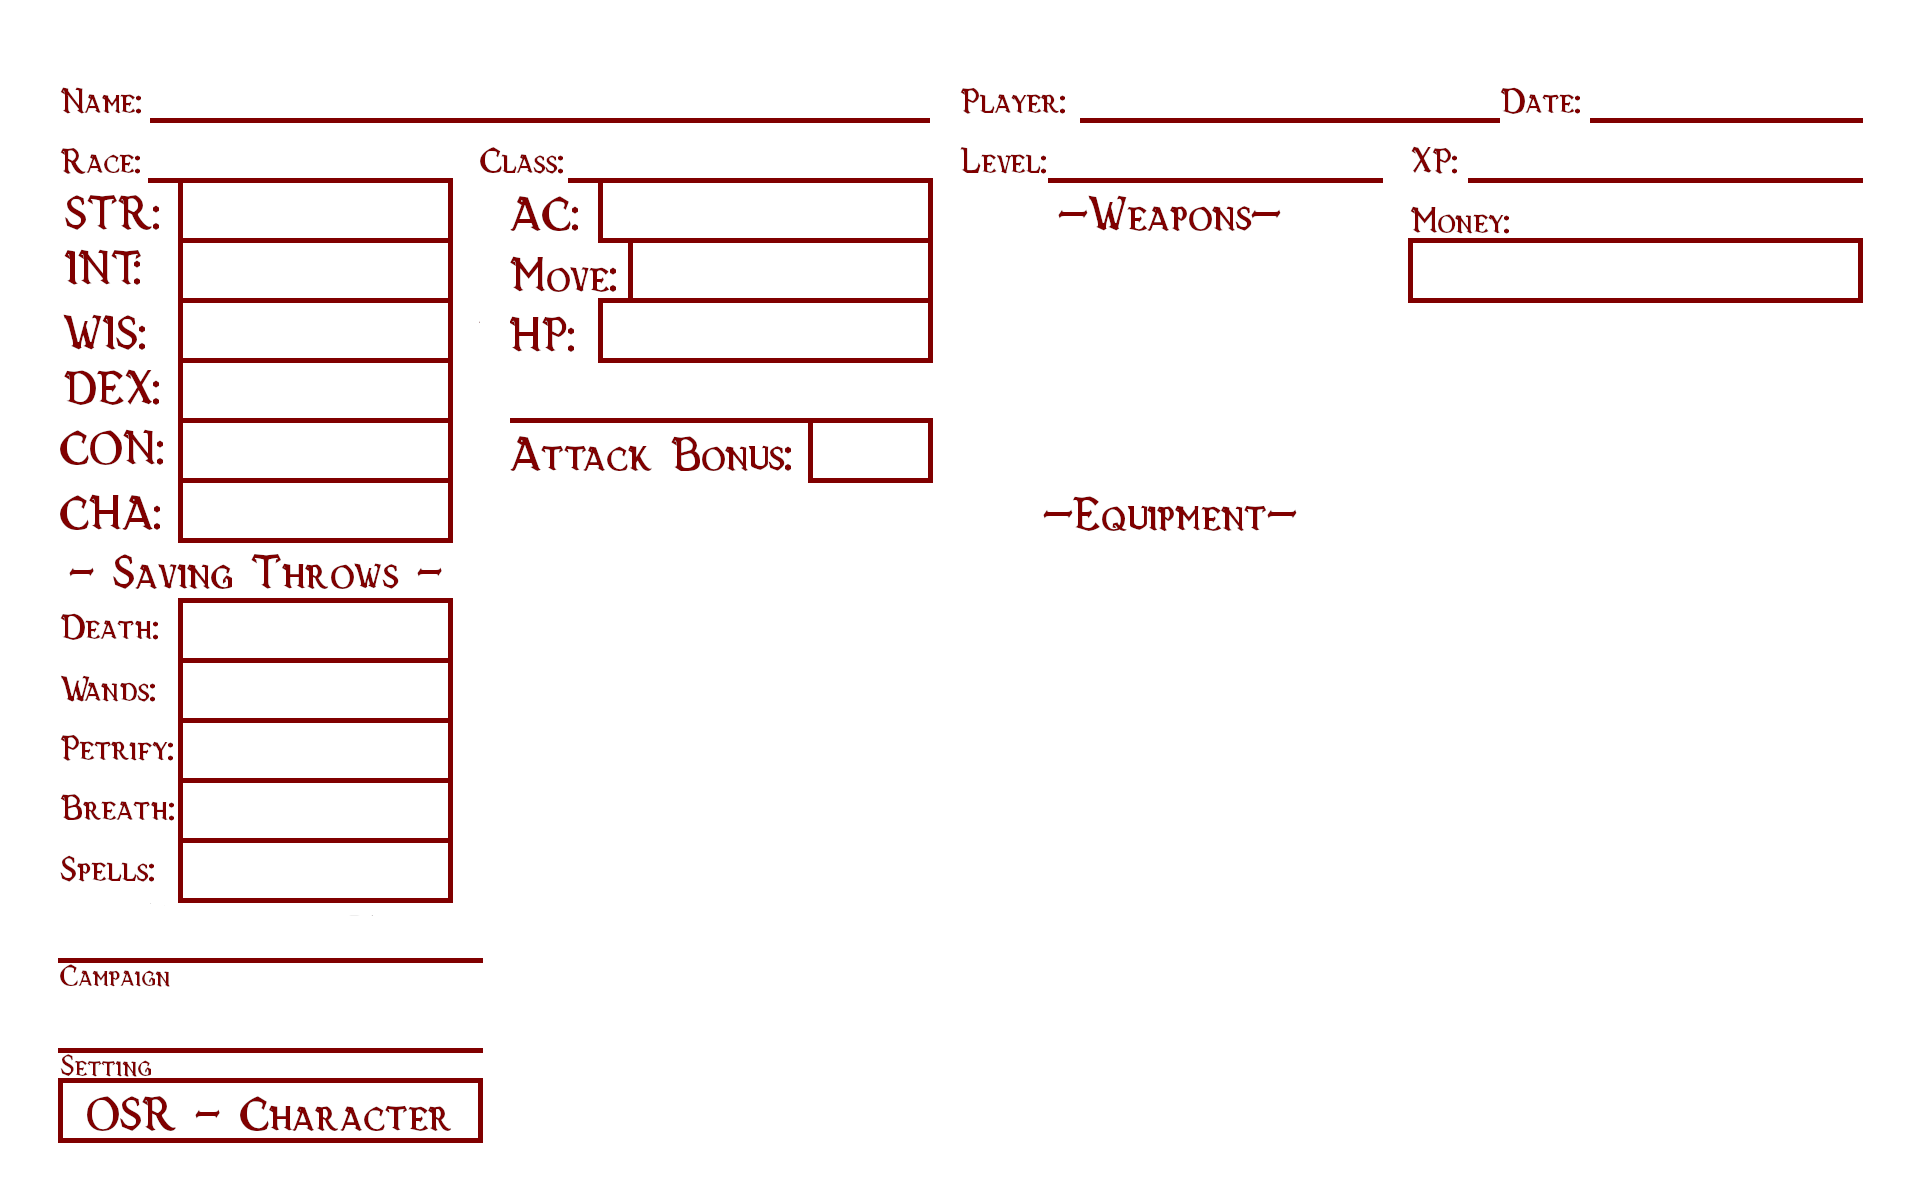 Name: Player: Date:
Race: Class: Level: XP:
STR: AC: -Weapons- Money:
INT: Move:
WIS: HP:
DEX:
CON: Attack Bonus:
CHA: -Equipment-
- Saving Throws -
Death:
Wands:
Petrify:
Breath:
Spells:
Campaign
Setting
OSR - Character